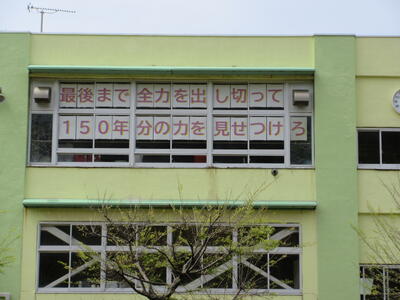 最後まで全力を出し切って
150年分の力を見せつけろ